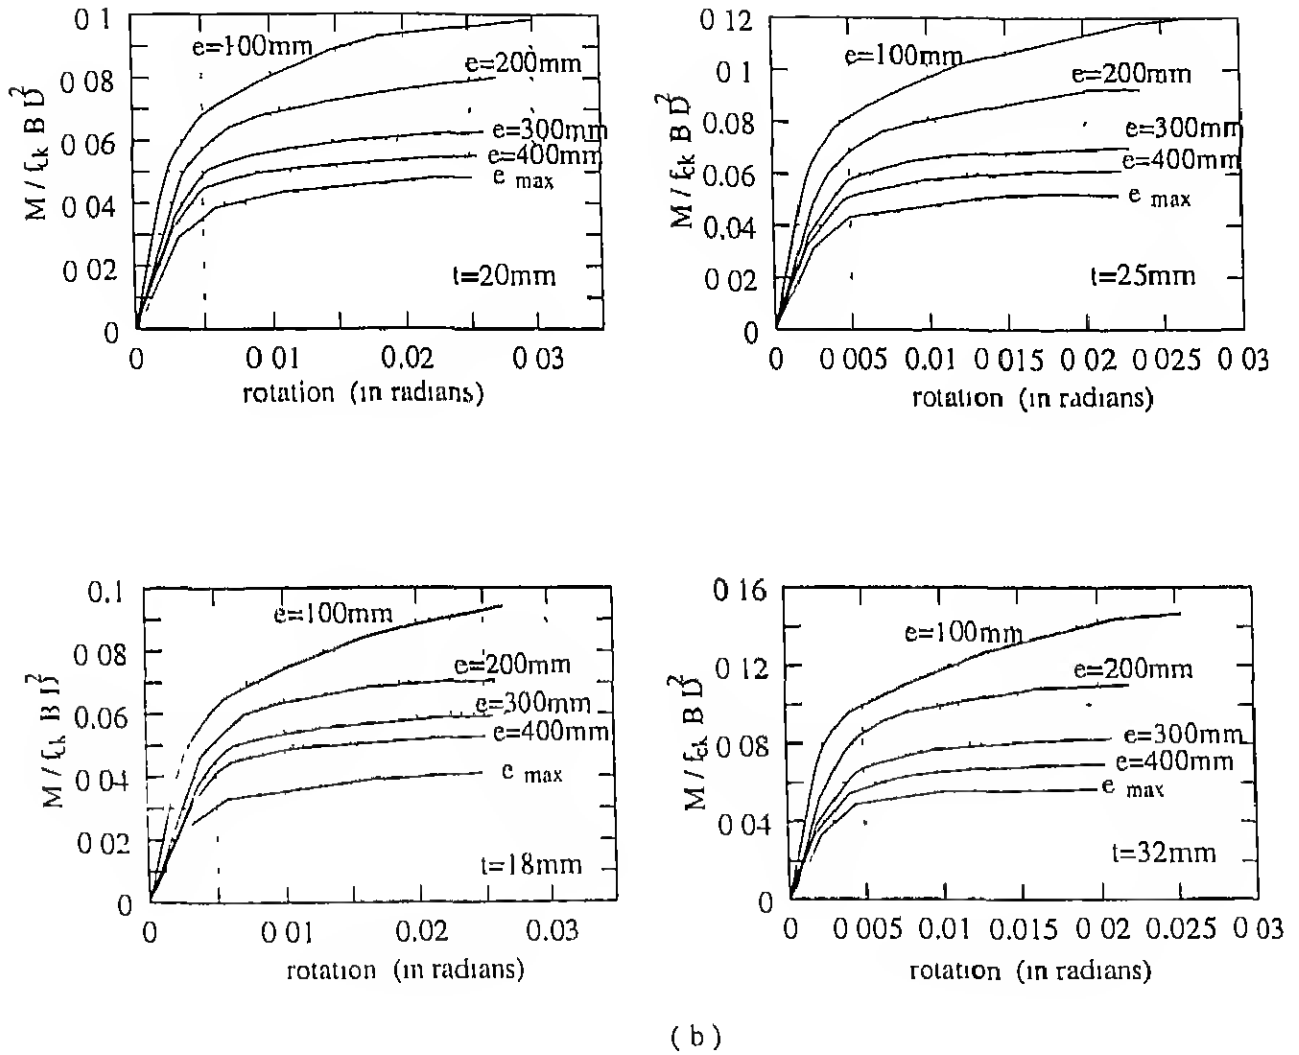 0 1
0 08
0 06
0 04
0 02
0
M / fck B D²
e=100mm
e=200mm
e=300mm
e=400mm
e max
t=20mm
0 0 01 0.02 0 03
rotation (in radians)
0 12
0 1
0.08
0 06
0.04
0 02
0
M / fck B D²
e=100mm
e=200mm
e=300mm
e=400mm
e max
t=25mm
0 0 005 0.01 0 015 0 02 0 025 0 03
rotation (in radians)
0.1
0 08
0.06
0 04
0 02
0
M / fck B D²
e=100mm
e=200mm
e=300mm
e=400mm
e max
t=18mm
0 0 01 0.02 0.03
rotation (in radians)
0 16
0 12
0 08
0 04
0
M / fck B D²
e=100mm
e=200mm
e=300mm
e=400mm
e max
t=32mm
0 0 005 0.01 0.015 0 02 0.025 0 03
rotation (in radians)
( b )